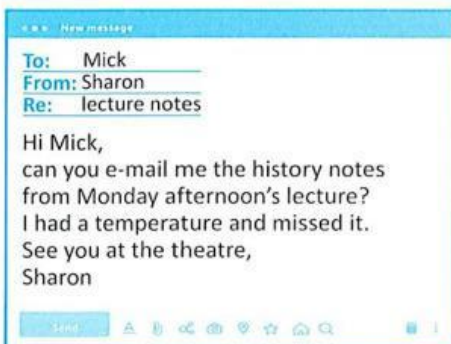 New message
To: Mick
From: Sharon
Re: lecture notes
Hi Mick,
can you e-mail me the history notes
from Monday afternoon's lecture?
I had a temperature and missed it.
See you at the theatre,
Sharon
Send